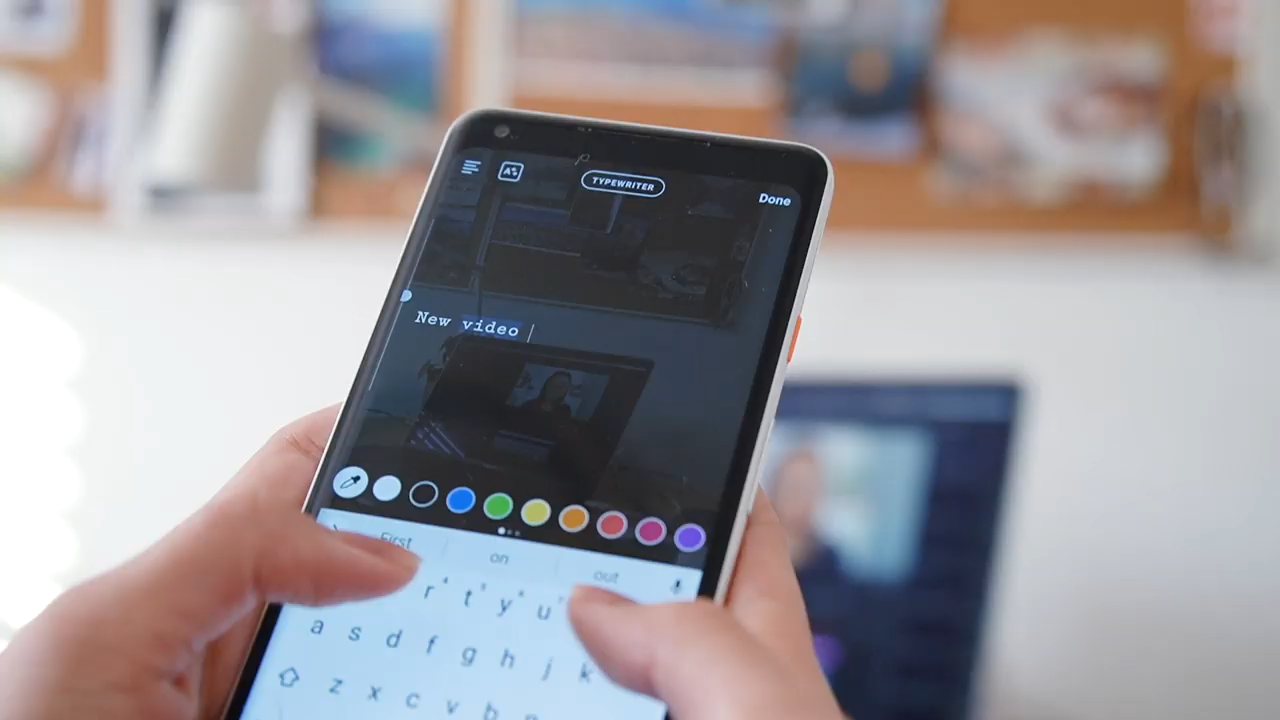 TYPEWRITER
Done
New video
First on out
r t y u
a s d f g h j k
z x c v b n